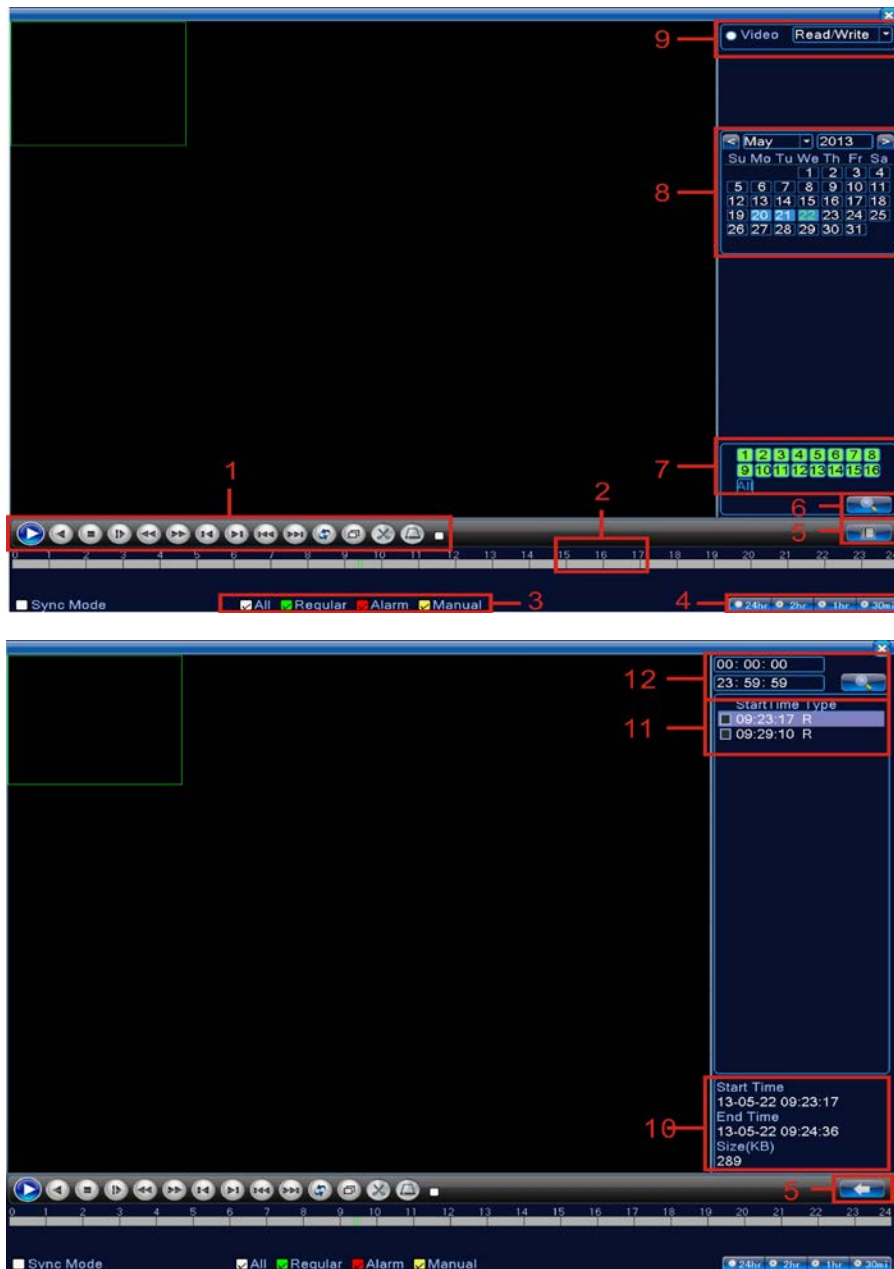 9
Video Read/Write
8
May 2013
Su Mo Tu We Th Fr Sa
1 2 3 4
5 6 7 8 9 10 11
12 13 14 15 16 17 18
19 20 21 22 23 24 25
26 27 28 29 30 31
7
1 2 3 4 5 6 7 8
9 10 11 12 13 14 15 16
All
1
2
6
5
0 1 2 3 4 5 6 7 8 9 10 11 12 13 14 15 16 17 18 19 20 21 22 23 24
Sync Mode
All Regular Alarm Manual
3
4
24hr 2hr 1hr 30mi
12
00: 00: 00
23: 59: 59
11
StartTime Type
09:23:17 R
09:29:10 R
10
Start Time
13-05-22 09:23:17
End Time
13-05-22 09:24:36
Size(KB)
289
5
0 1 2 3 4 5 6 7 8 9 10 11 12 13 14 15 16 17 18 19 20 21 22 23 24
Sync Mode
All Regular Alarm Manual
24hr 2hr 1hr 30mi